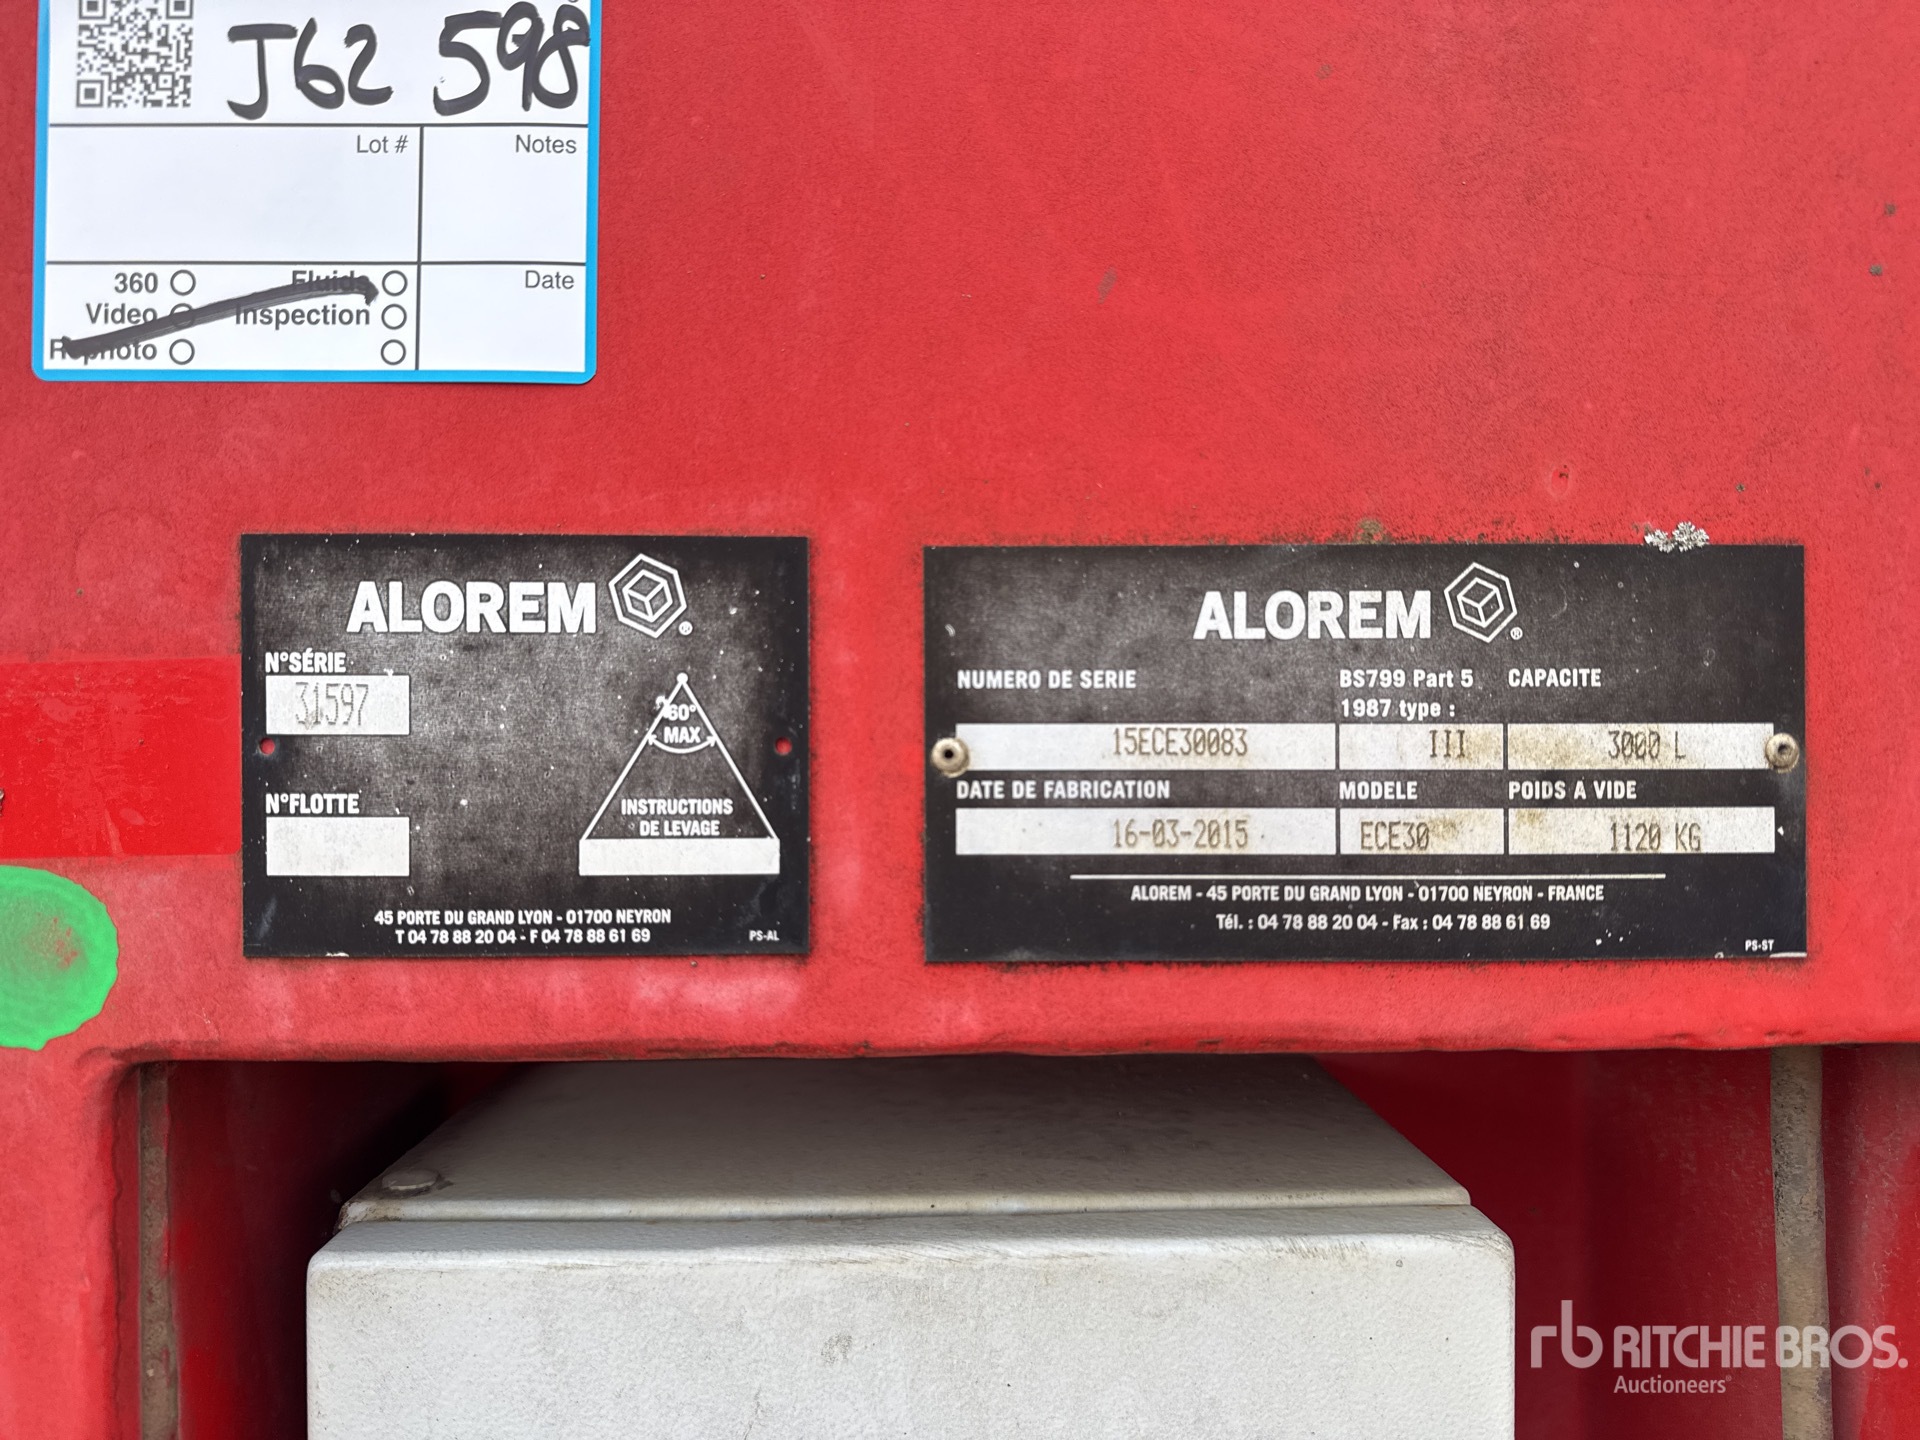 J62 598
Lot #
Notes
360
Fluids
Date
Video
Inspection
Rephoto
ALOREM ®
N°SÉRIE
31597
60°
MAX
N°FLOTTE
INSTRUCTIONS
DE LEVAGE
45 PORTE DU GRAND LYON - 01700 NEYRON
T 04 78 88 20 04 - F 04 78 88 61 69
PS-AL
ALOREM ®
NUMERO DE SERIE
BS799 Part 5
1987 type :
CAPACITE
15ECE30083
III
3000 L
DATE DE FABRICATION
MODELE
POIDS A VIDE
16-03-2015
ECE30
1120 KG
ALOREM - 45 PORTE DU GRAND LYON - 01700 NEYRON - FRANCE
Tél. : 04 78 88 20 04 - Fax : 04 78 88 61 69
PS-ST
rb RITCHIE BROS.
Auctioneers